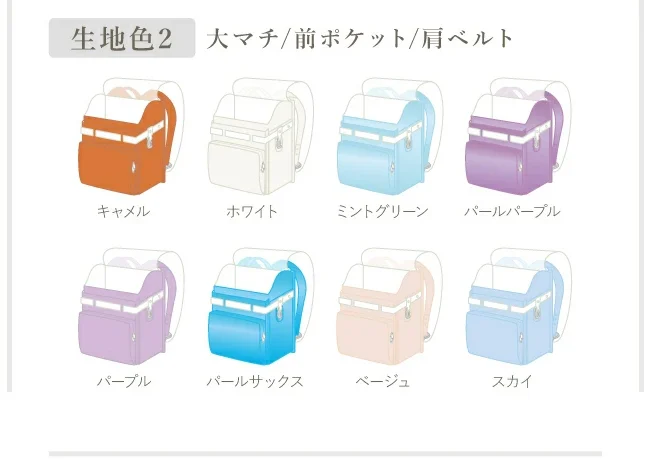 生地色2 大マチ/前ポケット/肩ベルト
キャメル ホワイト ミントグリーン パールパープル
パープル パールサックス ベージュ スカイ